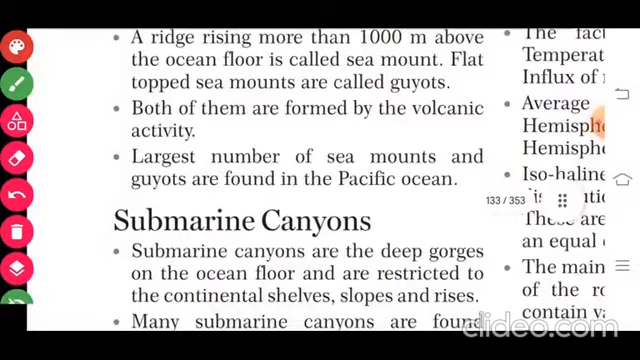 A ridge rising more than 1000 m above
the ocean floor is called sea mount. Flat
topped sea mounts are called guyots.
• Both of them are formed by the volcanic
activity.
• Largest number of sea mounts and
guyots are found in the Pacific ocean.
Submarine Canyons
• Submarine canyons are the deep gorges
on the ocean floor and are restricted to
the continental shelves, slopes and rises.
• Many submarine canyons are found
The fact
Temperat
Influx of
• Average
Hemisph
Hemisphe
• Iso-haline
These are
an equal
• The main
of the ro
contain va
133 / 353
clideo.com